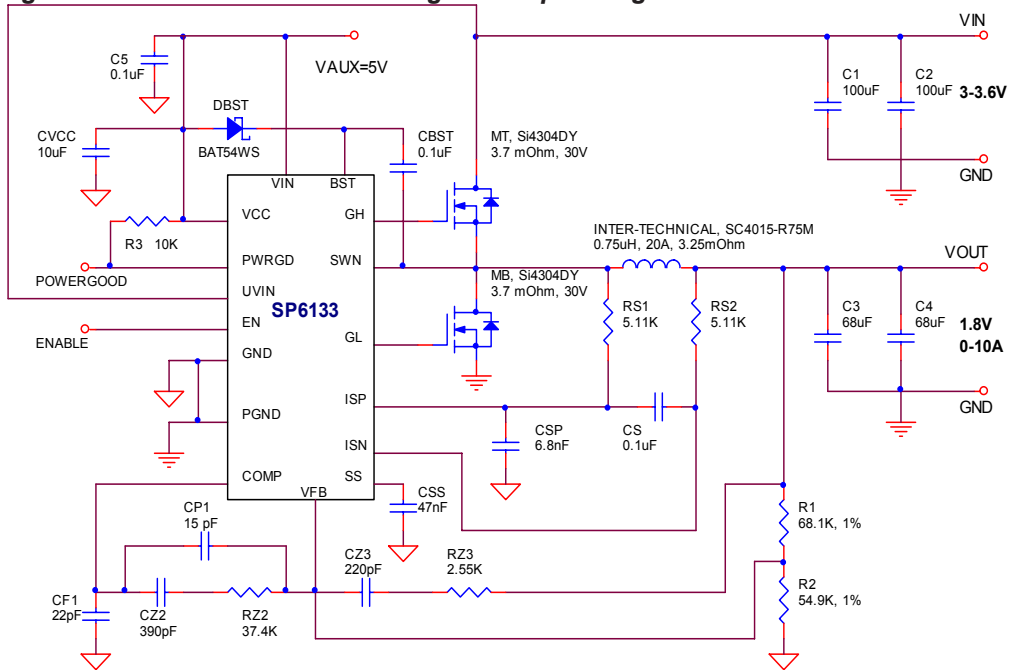 VIN
C5
0.1uF
VAUX=5V
C1
100uF
C2
100uF
3-3.6V
DBST
BAT54WS
CVCC
10uF
CBST
0.1uF
MT, Si4304DY
3.7 mOhm, 30V
GND
VIN
BST
VCC
GH
R3 10K
INTER-TECHNICAL, SC4015-R75M
0.75uH, 20A, 3.25mOhm
PWRGD
SWN
VOUT
POWERGOOD
UVIN
MB, Si4304DY
3.7 mOhm, 30V
SP6133
RS1
5.11K
RS2
5.11K
C3
68uF
C4
68uF
1.8V
0-10A
EN
ENABLE
GL
GND
ISP
GND
PGND
CSP
6.8nF
CS
0.1uF
ISN
COMP
SS
VFB
CSS
47nF
CP1
15 pF
R1
68.1K, 1%
CZ3
220pF
RZ3
2.55K
CF1
22pF
CZ2
390pF
RZ2
37.4K
R2
54.9K, 1%